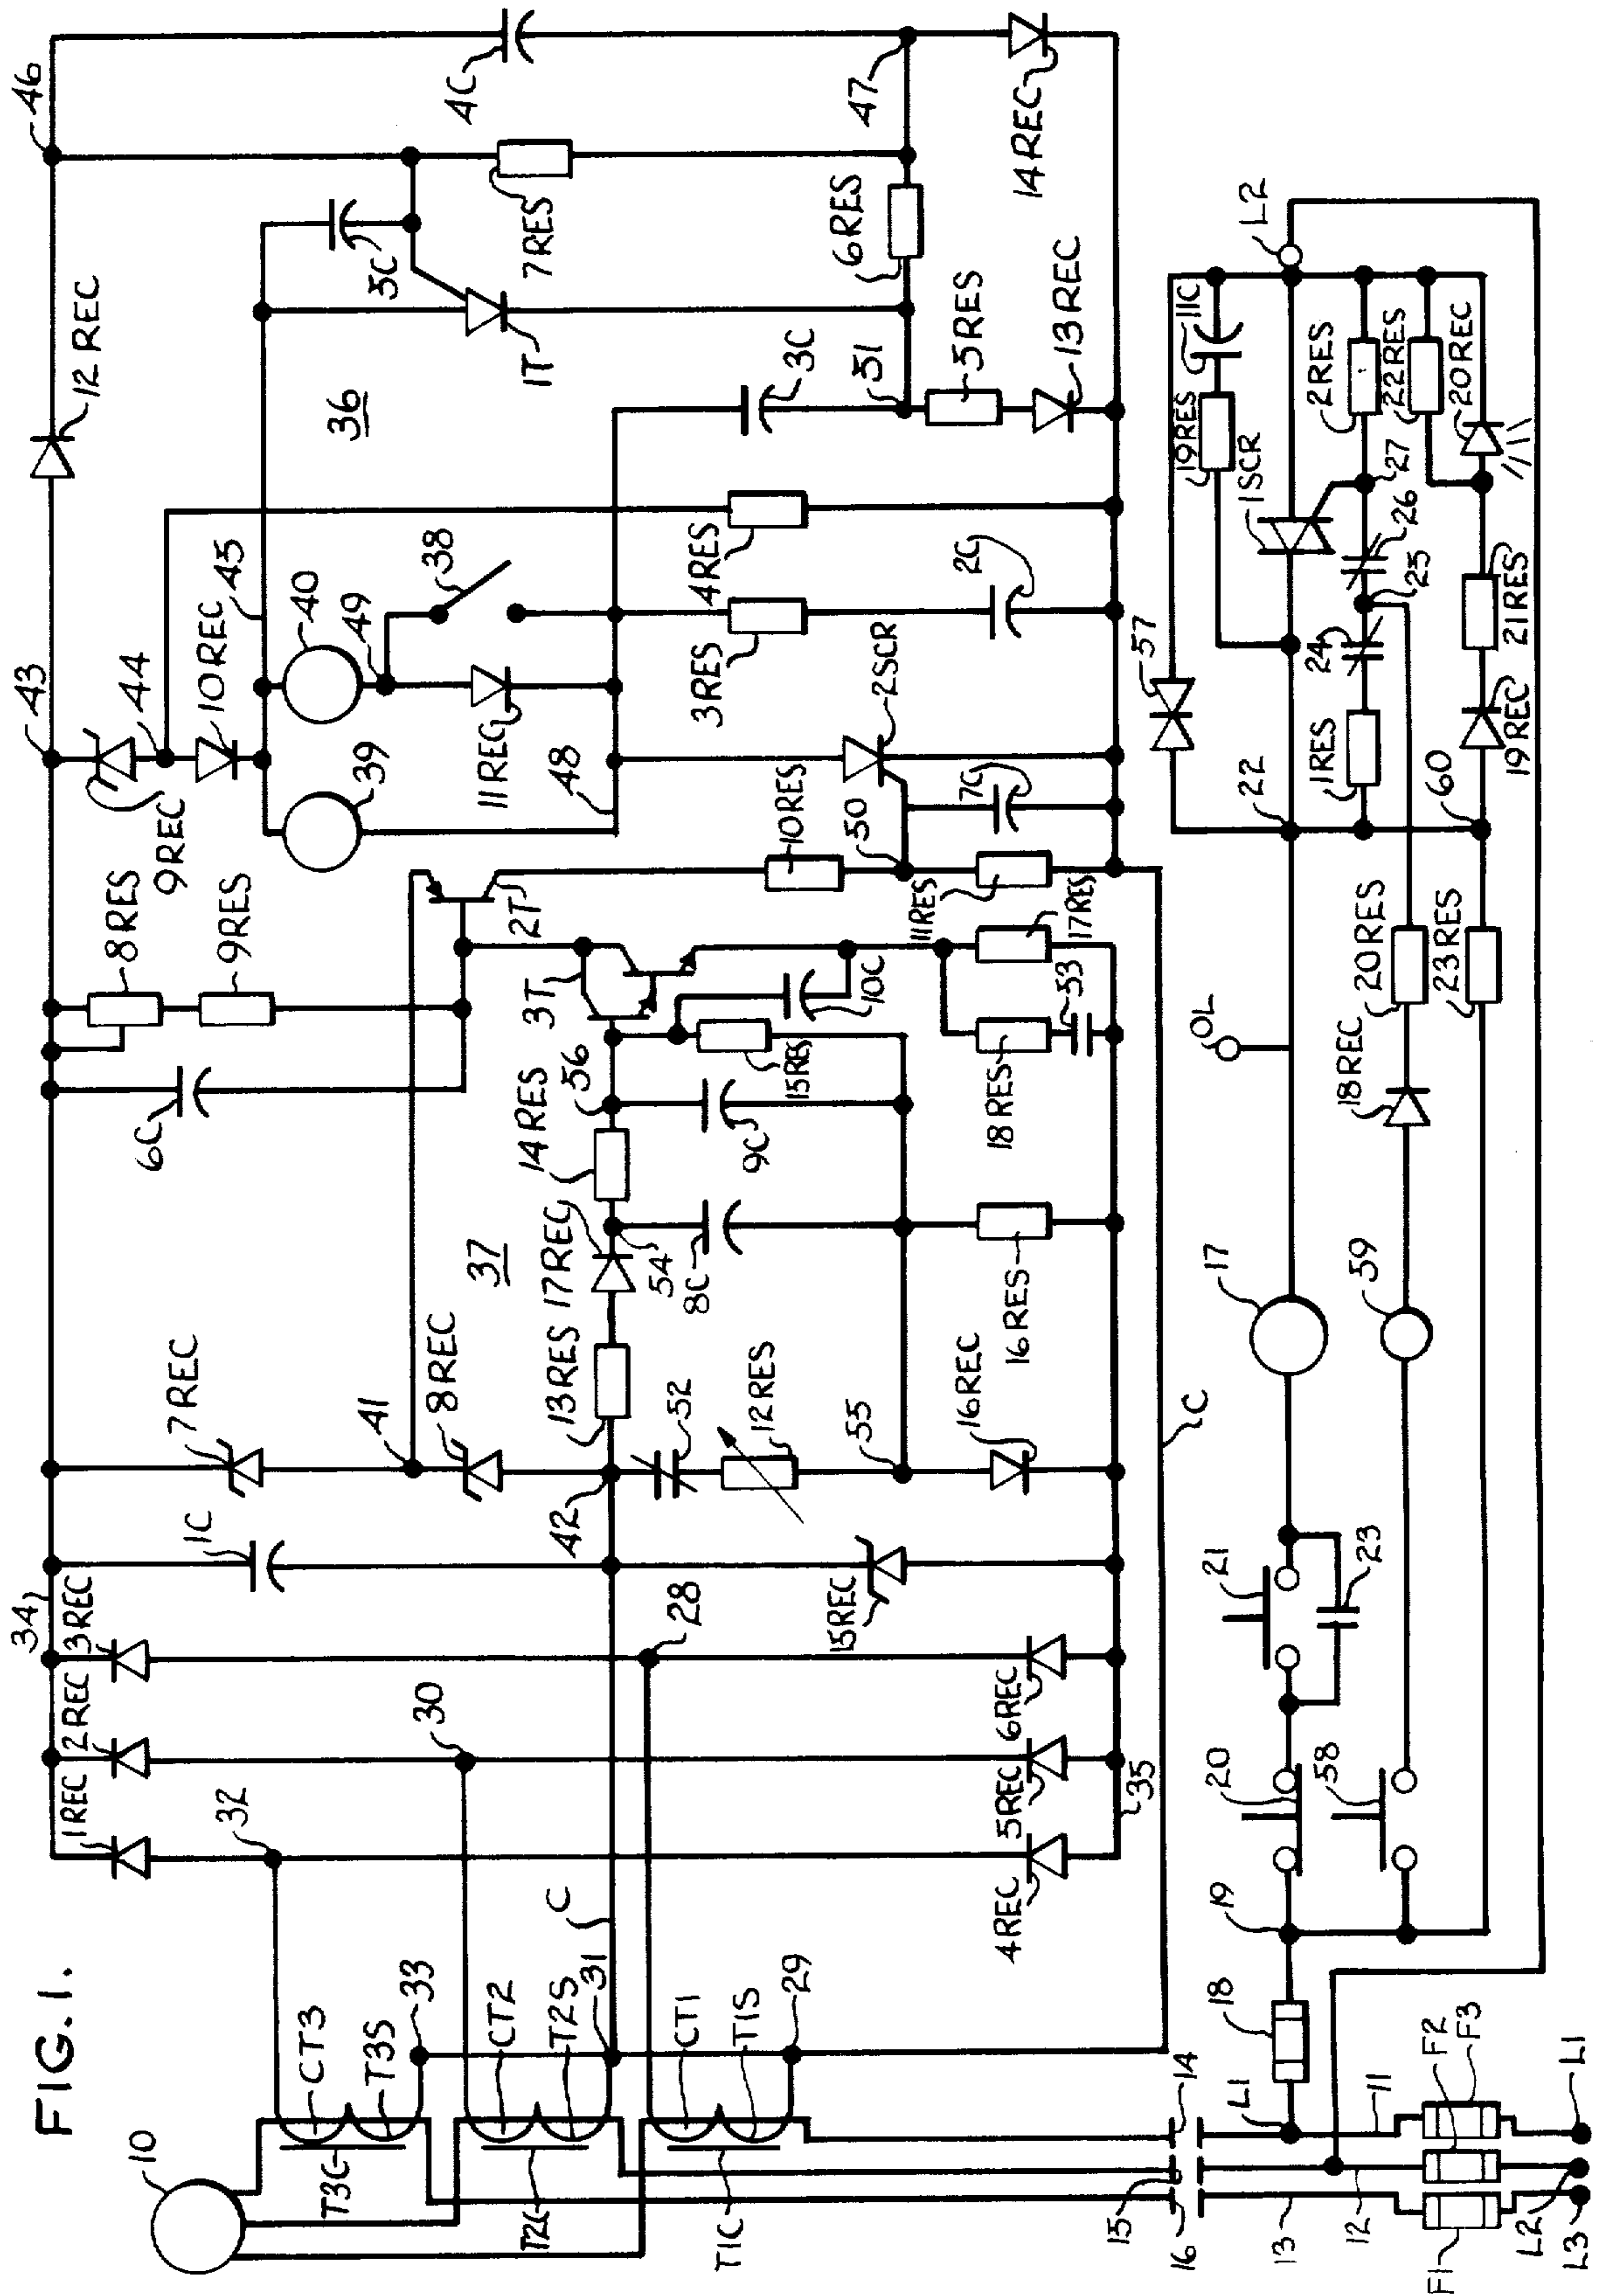 FIG.1.
10
CT3
T3S
T3C
33
CT2
T2S
T2C
31
CT1
T1S
T1C
29
C
32
30
28
34
1REC
2REC
3REC
4REC
5REC
6REC
35
1C
7REC
41
8REC
42
15REC
52
12RES
55
16REC
13RES
17REC
14RES
56
54
37
8C
9C
15RES
10C
16RES
18RES
53
17RES
11RES
6C
8RES
9RES
3T
2T
10RES
50
7C
2SCR
43
9REC
44
10REC
39
40
45
49
38
11REC
48
3RES
4RES
2C
12REC
36
46
5C
7RES
1T
4C
47
6RES
3C
51
5RES
13REC
14REC
C
15
14
16
L1
18
19
20
21
23
58
17
59
OL
18REC
20RES
23RES
22
60
57
1RES
24
25
26
27
1SCR
19RES
11C
2RES
22RES
20REC
21RES
19REC
L2
13
12
11
F1
F2
F3
L1
L2
L3